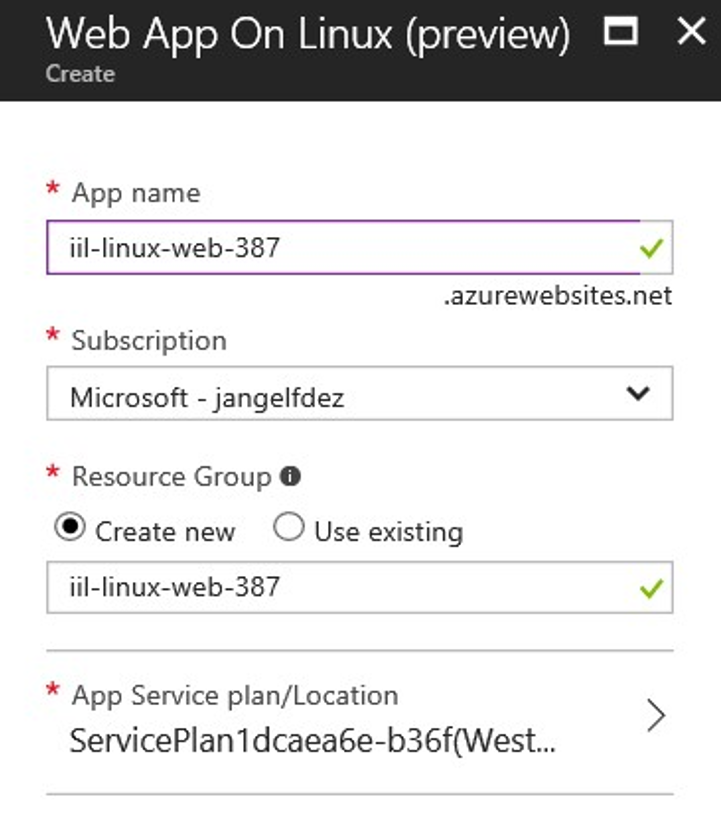 Web App On Linux (preview)
Create
* App name
iil-linux-web-387
.azurewebsites.net
* Subscription
Microsoft - jangelfdez
* Resource Group
Create new Use existing
iil-linux-web-387
* App Service plan/Location
ServicePlan1dcaea6e-b36f(West...